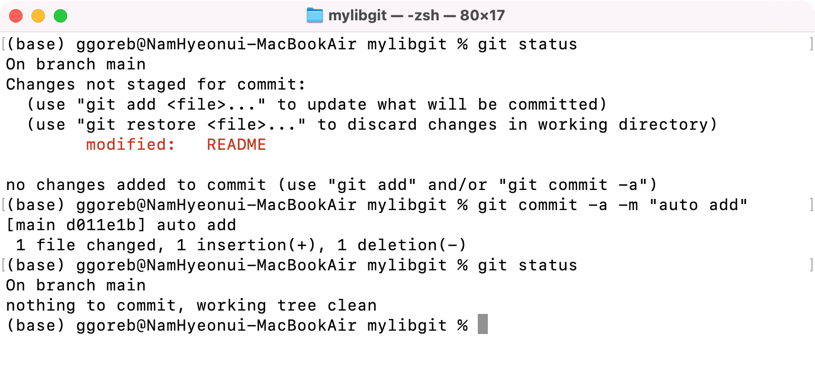 mylibgit — -zsh — 80×17
[(base) ggoreb@NamHyeonui-MacBookAir mylibgit % git status ]
On branch main
Changes not staged for commit:
  (use "git add <file>..." to update what will be committed)
  (use "git restore <file>..." to discard changes in working directory)
        modified:   README

no changes added to commit (use "git add" and/or "git commit -a")
[(base) ggoreb@NamHyeonui-MacBookAir mylibgit % git commit -a -m "auto add" ]
[main d011e1b] auto add
 1 file changed, 1 insertion(+), 1 deletion(-)
[(base) ggoreb@NamHyeonui-MacBookAir mylibgit % git status ]
On branch main
nothing to commit, working tree clean
(base) ggoreb@NamHyeonui-MacBookAir mylibgit %